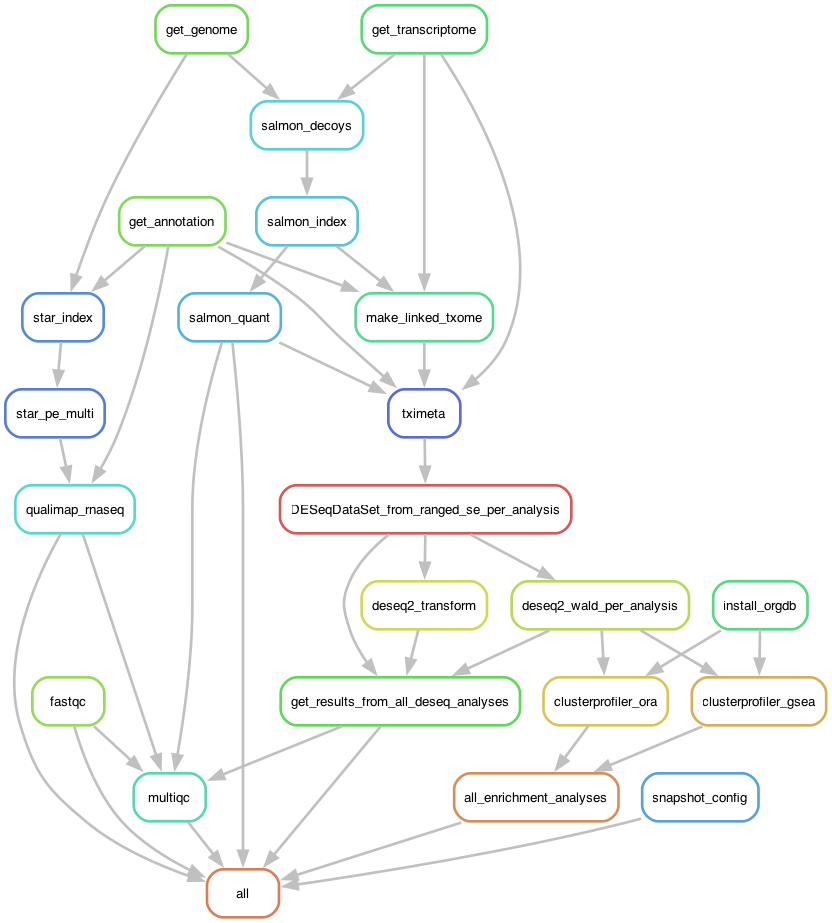 get_genome
get_transcriptome
salmon_decoys
get_annotation
salmon_index
star_index
salmon_quant
make_linked_txome
star_pe_multi
tximeta
qualimap_rnaseq
DESeqDataSet_from_ranged_se_per_analysis
deseq2_transform
deseq2_wald_per_analysis
install_orgdb
fastqc
get_results_from_all_deseq_analyses
clusterprofiler_ora
clusterprofiler_gsea
multiqc
all_enrichment_analyses
snapshot_config
all